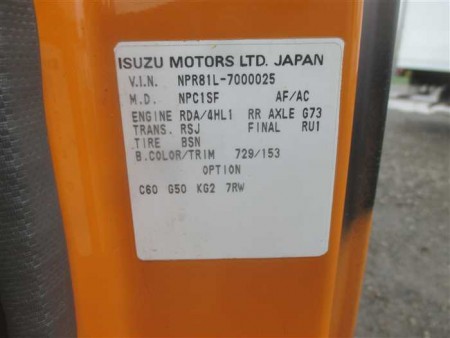 ISUZU MOTORS LTD. JAPAN
V.I.N. NPR81L-7000025
M.D. NPC1SF AF/AC
ENGINE RDA/4HL1 RR AXLE G73
TRANS. RSJ FINAL RU1
TIRE BSN
B.COLOR/TRIM 729/153
OPTION
C60 G50 KG2 7RW